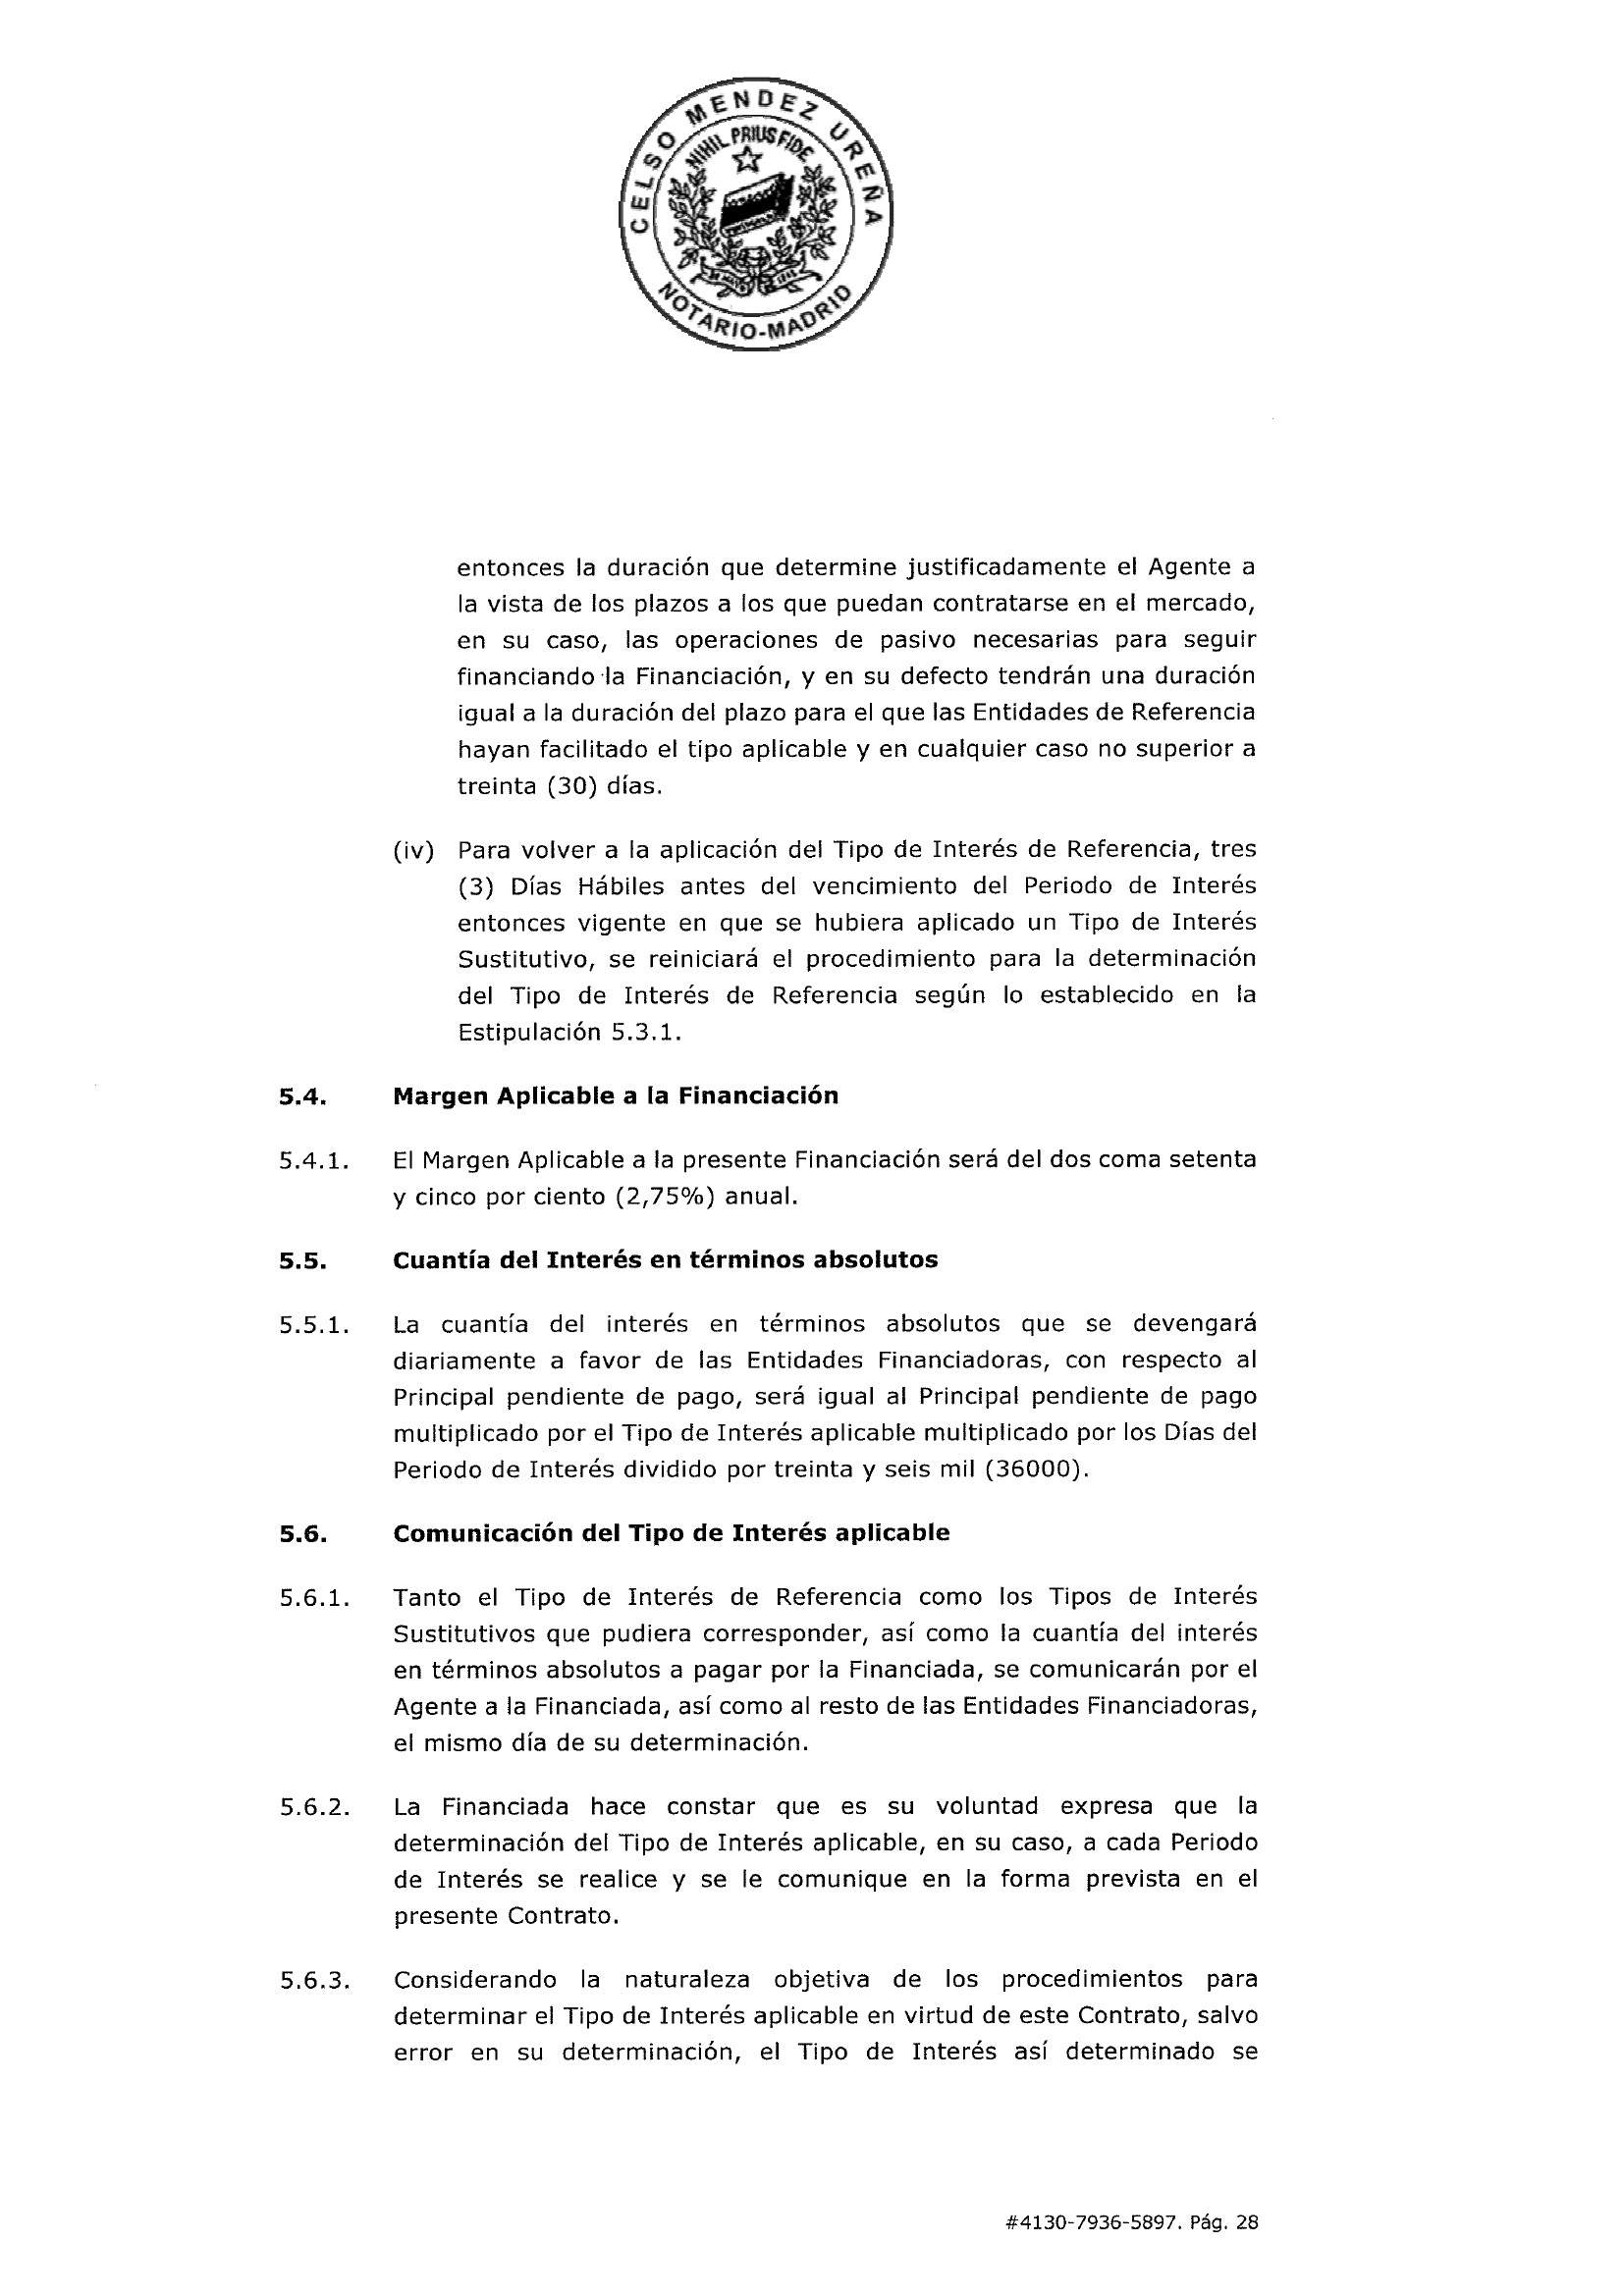 CELSO MENDEZ UREÑA
NIHIL PRIUS FIDE
NOTARIO-MADRID
entonces la duración que determine justificadamente el Agente a
la vista de los plazos a los que puedan contratarse en el mercado,
en su caso, las operaciones de pasivo necesarias para seguir
financiando la Financiación, y en su defecto tendrán una duración
igual a la duración del plazo para el que las Entidades de Referencia
hayan facilitado el tipo aplicable y en cualquier caso no superior a
treinta (30) días.
(iv) Para volver a la aplicación del Tipo de Interés de Referencia, tres
(3) Días Hábiles antes del vencimiento del Periodo de Interés
entonces vigente en que se hubiera aplicado un Tipo de Interés
Sustitutivo, se reiniciará el procedimiento para la determinación
del Tipo de Interés de Referencia según lo establecido en la
Estipulación 5.3.1.
5.4. Margen Aplicable a la Financiación
5.4.1. El Margen Aplicable a la presente Financiación será del dos coma setenta
y cinco por ciento (2,75%) anual.
5.5. Cuantía del Interés en términos absolutos
5.5.1. La cuantía del interés en términos absolutos que se devengará
diariamente a favor de las Entidades Financiadoras, con respecto al
Principal pendiente de pago, será igual al Principal pendiente de pago
multiplicado por el Tipo de Interés aplicable multiplicado por los Días del
Periodo de Interés dividido por treinta y seis mil (36000).
5.6. Comunicación del Tipo de Interés aplicable
5.6.1. Tanto el Tipo de Interés de Referencia como los Tipos de Interés
Sustitutivos que pudiera corresponder, así como la cuantía del interés
en términos absolutos a pagar por la Financiada, se comunicarán por el
Agente a la Financiada, así como al resto de las Entidades Financiadoras,
el mismo día de su determinación.
5.6.2. La Financiada hace constar que es su voluntad expresa que la
determinación del Tipo de Interés aplicable, en su caso, a cada Periodo
de Interés se realice y se le comunique en la forma prevista en el
presente Contrato.
5.6.3. Considerando la naturaleza objetiva de los procedimientos para
determinar el Tipo de Interés aplicable en virtud de este Contrato, salvo
error en su determinación, el Tipo de Interés así determinado se
#4130-7936-5897. Pág. 28